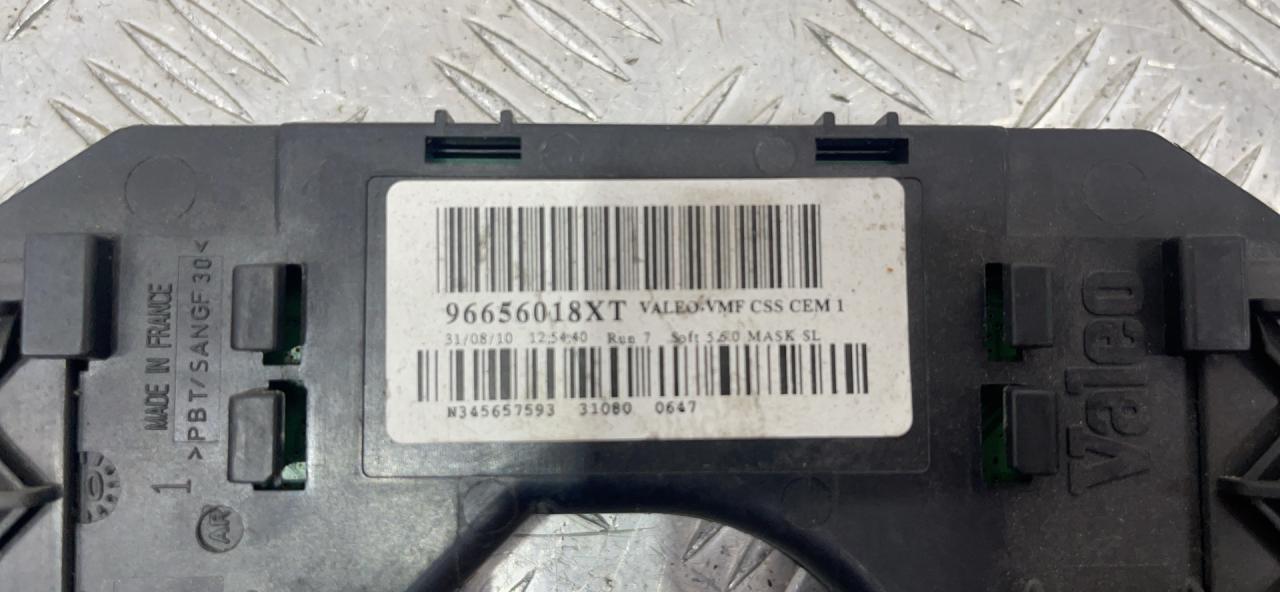 96656018XT VALEO-VMF CSS CEM 1
31/08/10 12:54:40 Run 7 Soft 5.6.0 MASK SL
N345657593 31080 0647
MADE IN FRANCE
1 >PBT/SANGF 30<
AR
Valeo